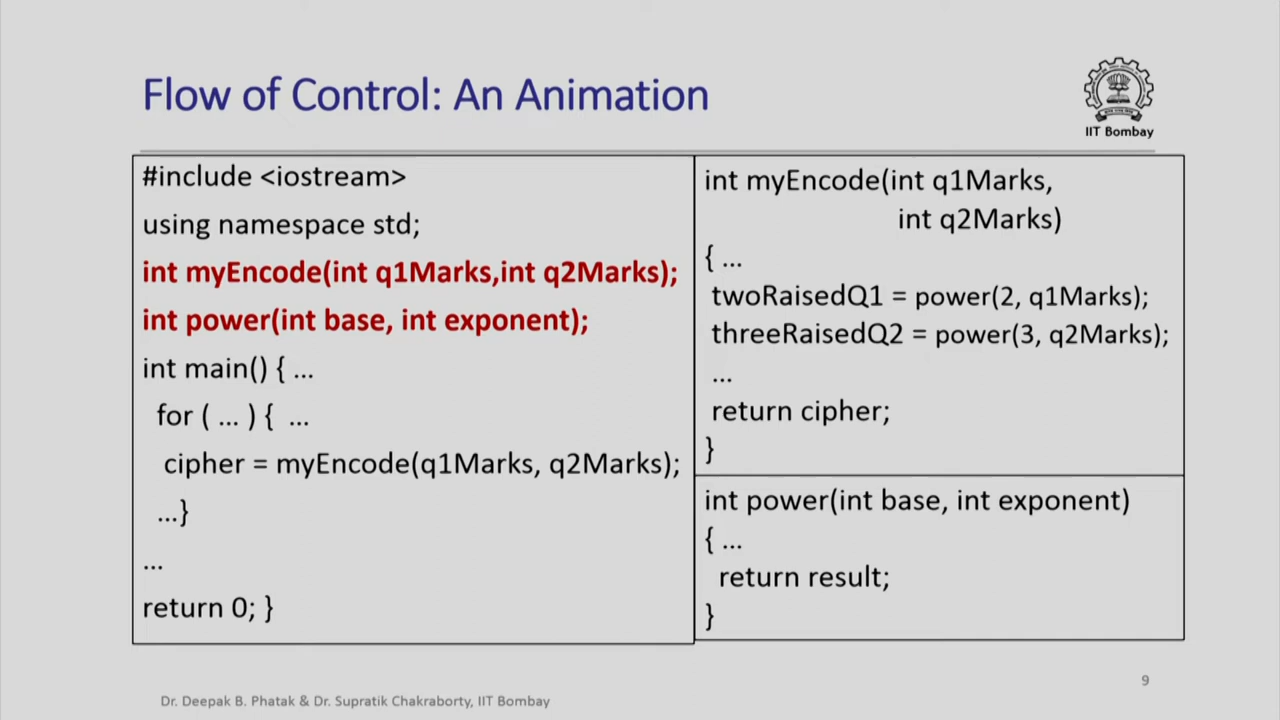 Flow of Control: An Animation
IIT Bombay
#include <iostream>
using namespace std;
int myEncode(int q1Marks,int q2Marks);
int power(int base, int exponent);
int main() { ...
for ( ... ) {  ...
cipher = myEncode(q1Marks, q2Marks);
...}
...
return 0; }
int myEncode(int q1Marks,
int q2Marks)
{ ...
twoRaisedQ1 = power(2, q1Marks);
threeRaisedQ2 = power(3, q2Marks);
...
return cipher;
}
int power(int base, int exponent)
{ ...
return result;
}
9
Dr. Deepak B. Phatak & Dr. Supratik Chakraborty, IIT Bombay